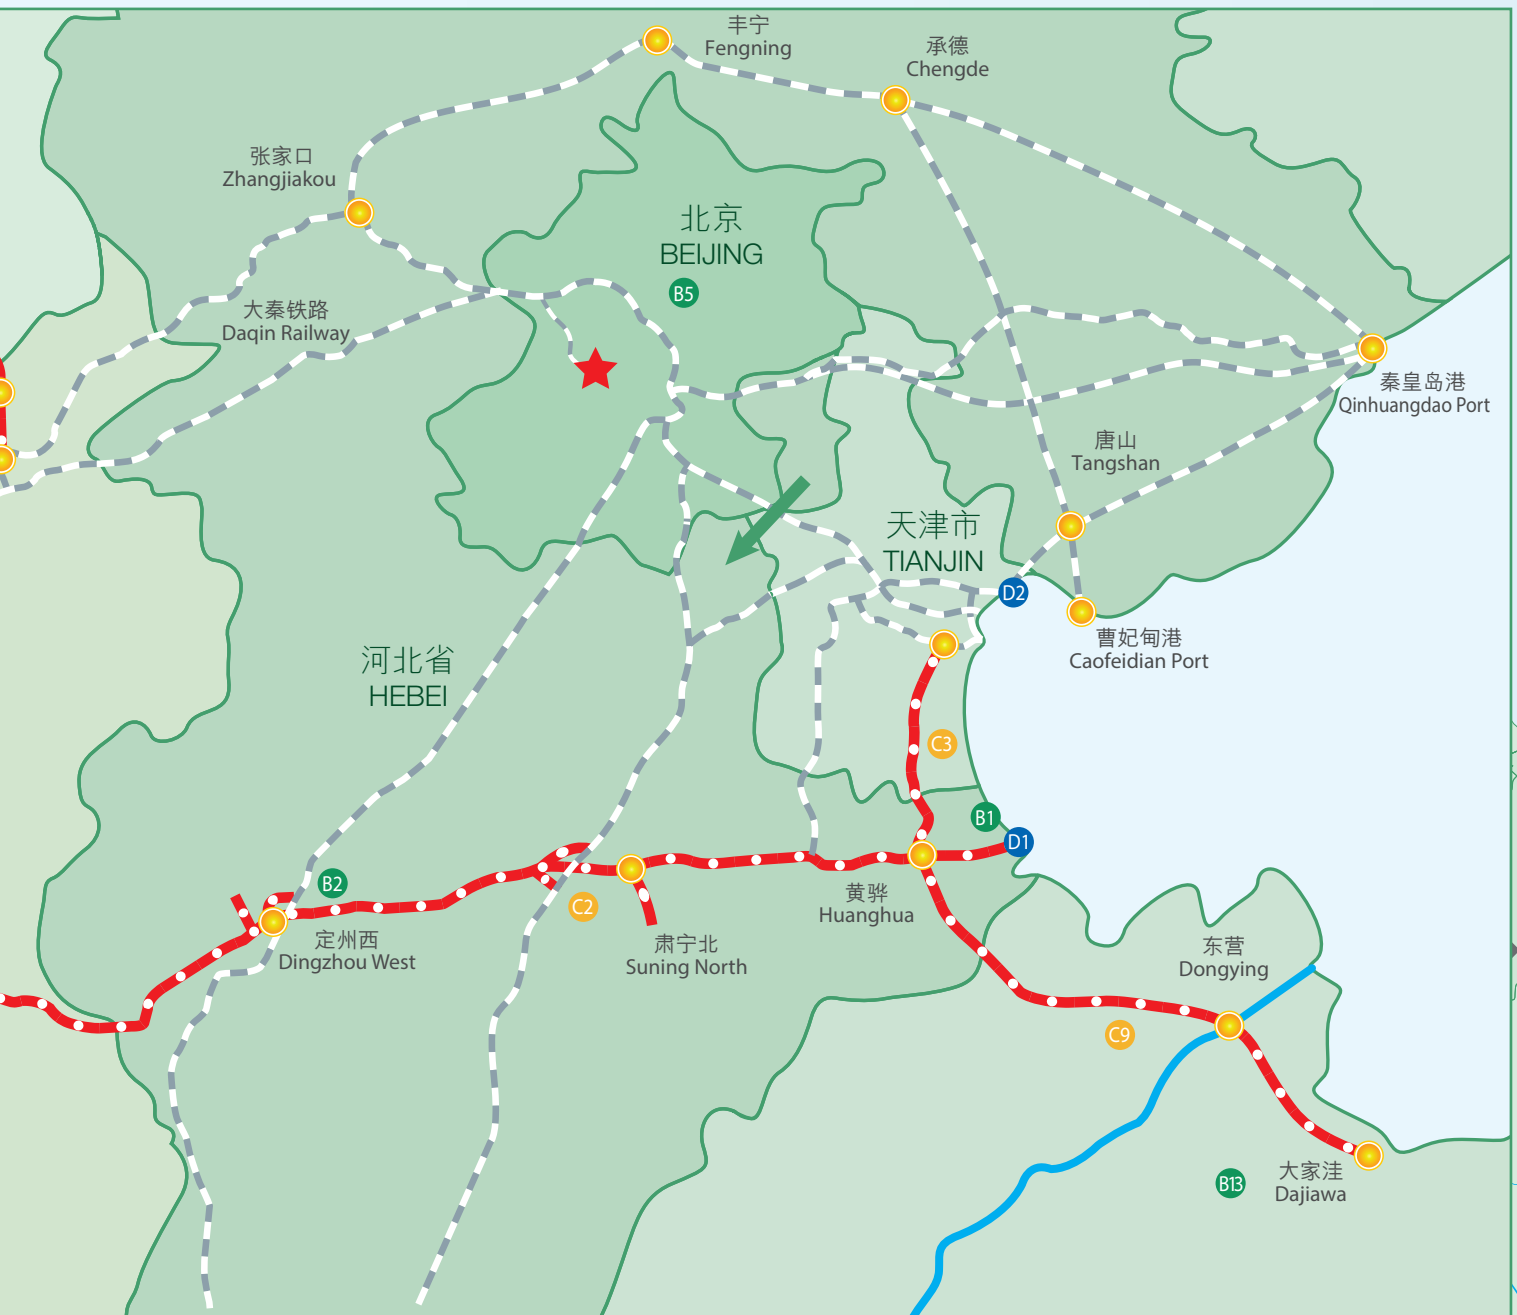 丰宁
Fengning
承德
Chengde
张家口
Zhangjiakou
北京
BEIJING
B5
大秦铁路
Daqin Railway
秦皇岛港
Qinhuangdao Port
唐山
Tangshan
天津市
TIANJIN
D2
曹妃甸港
Caofeidian Port
河北省
HEBEI
C3
B1
D1
B2
C2
黄骅
Huanghua
定州西
Dingzhou West
肃宁北
Suning North
东营
Dongying
C9
大家洼
Dajiawa
B13